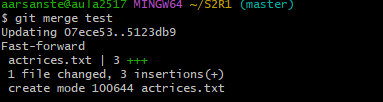 aarsanste@aula2517 MINGW64 ~/S2R1 (master)
$ git merge test
Updating 07ece53..5123db9
Fast-forward
 actrices.txt | 3 +++
 1 file changed, 3 insertions(+)
 create mode 100644 actrices.txt